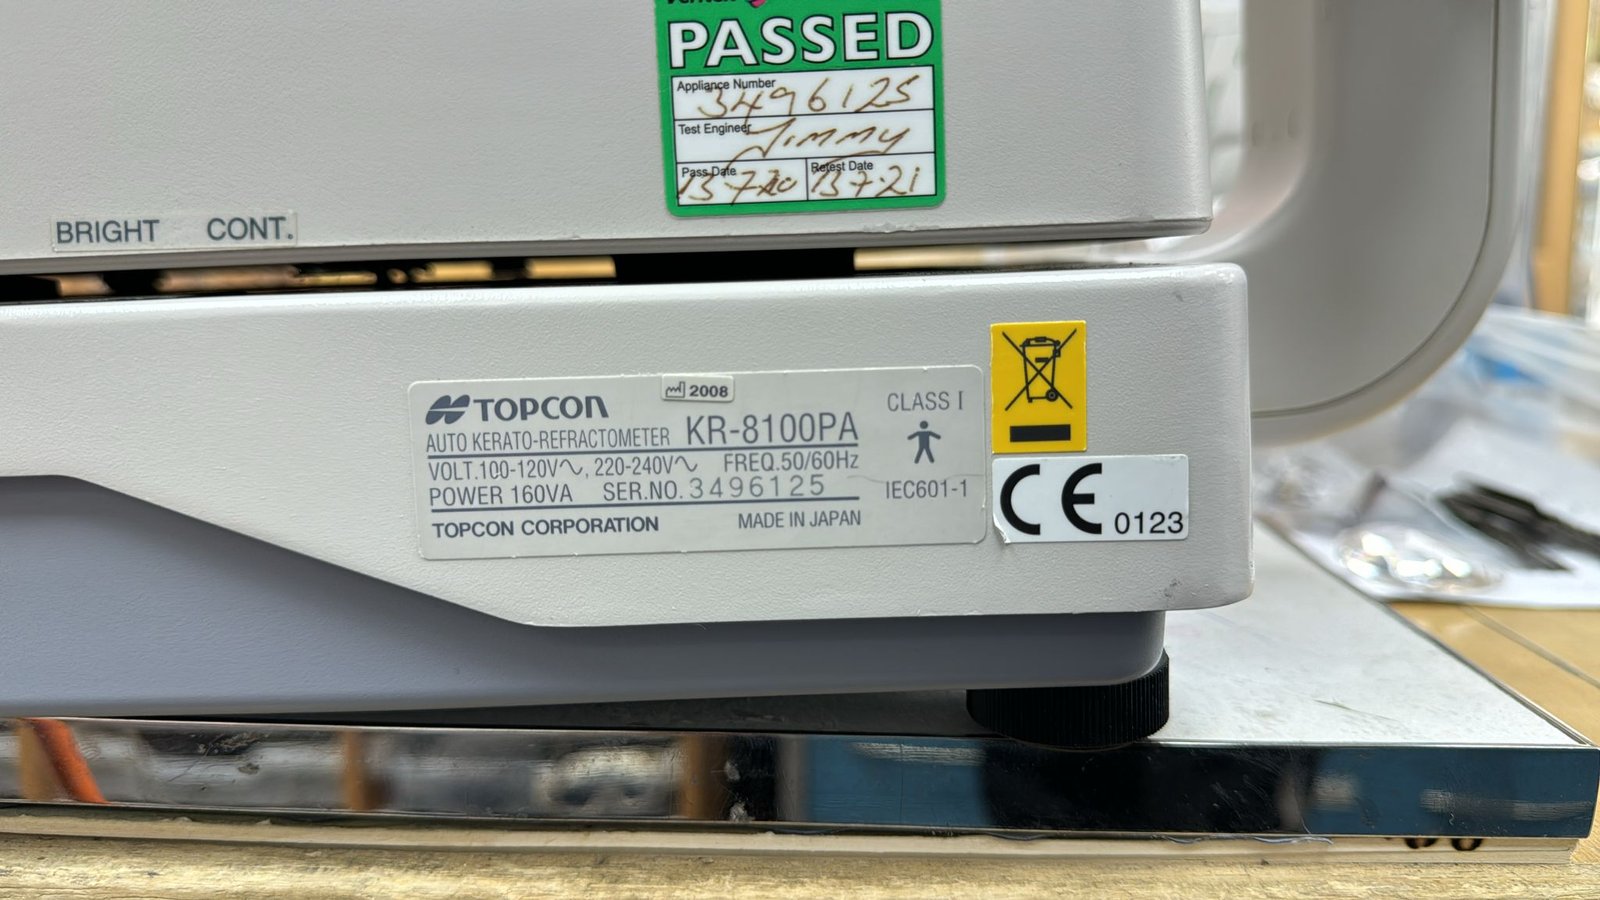 PASSED
Appliance Number
3496125
Test Engineer Jimmy
Pass Date Retest Date
13.7.20 13.7.21
BRIGHT CONT.
TOPCON 2008
AUTO KERATO-REFRACTOMETER KR-8100PA
VOLT.100-120V∿, 220-240V∿ FREQ.50/60Hz
POWER 160VA SER.NO. 3496125
TOPCON CORPORATION MADE IN JAPAN
CLASS I
IEC601-1
CE 0123